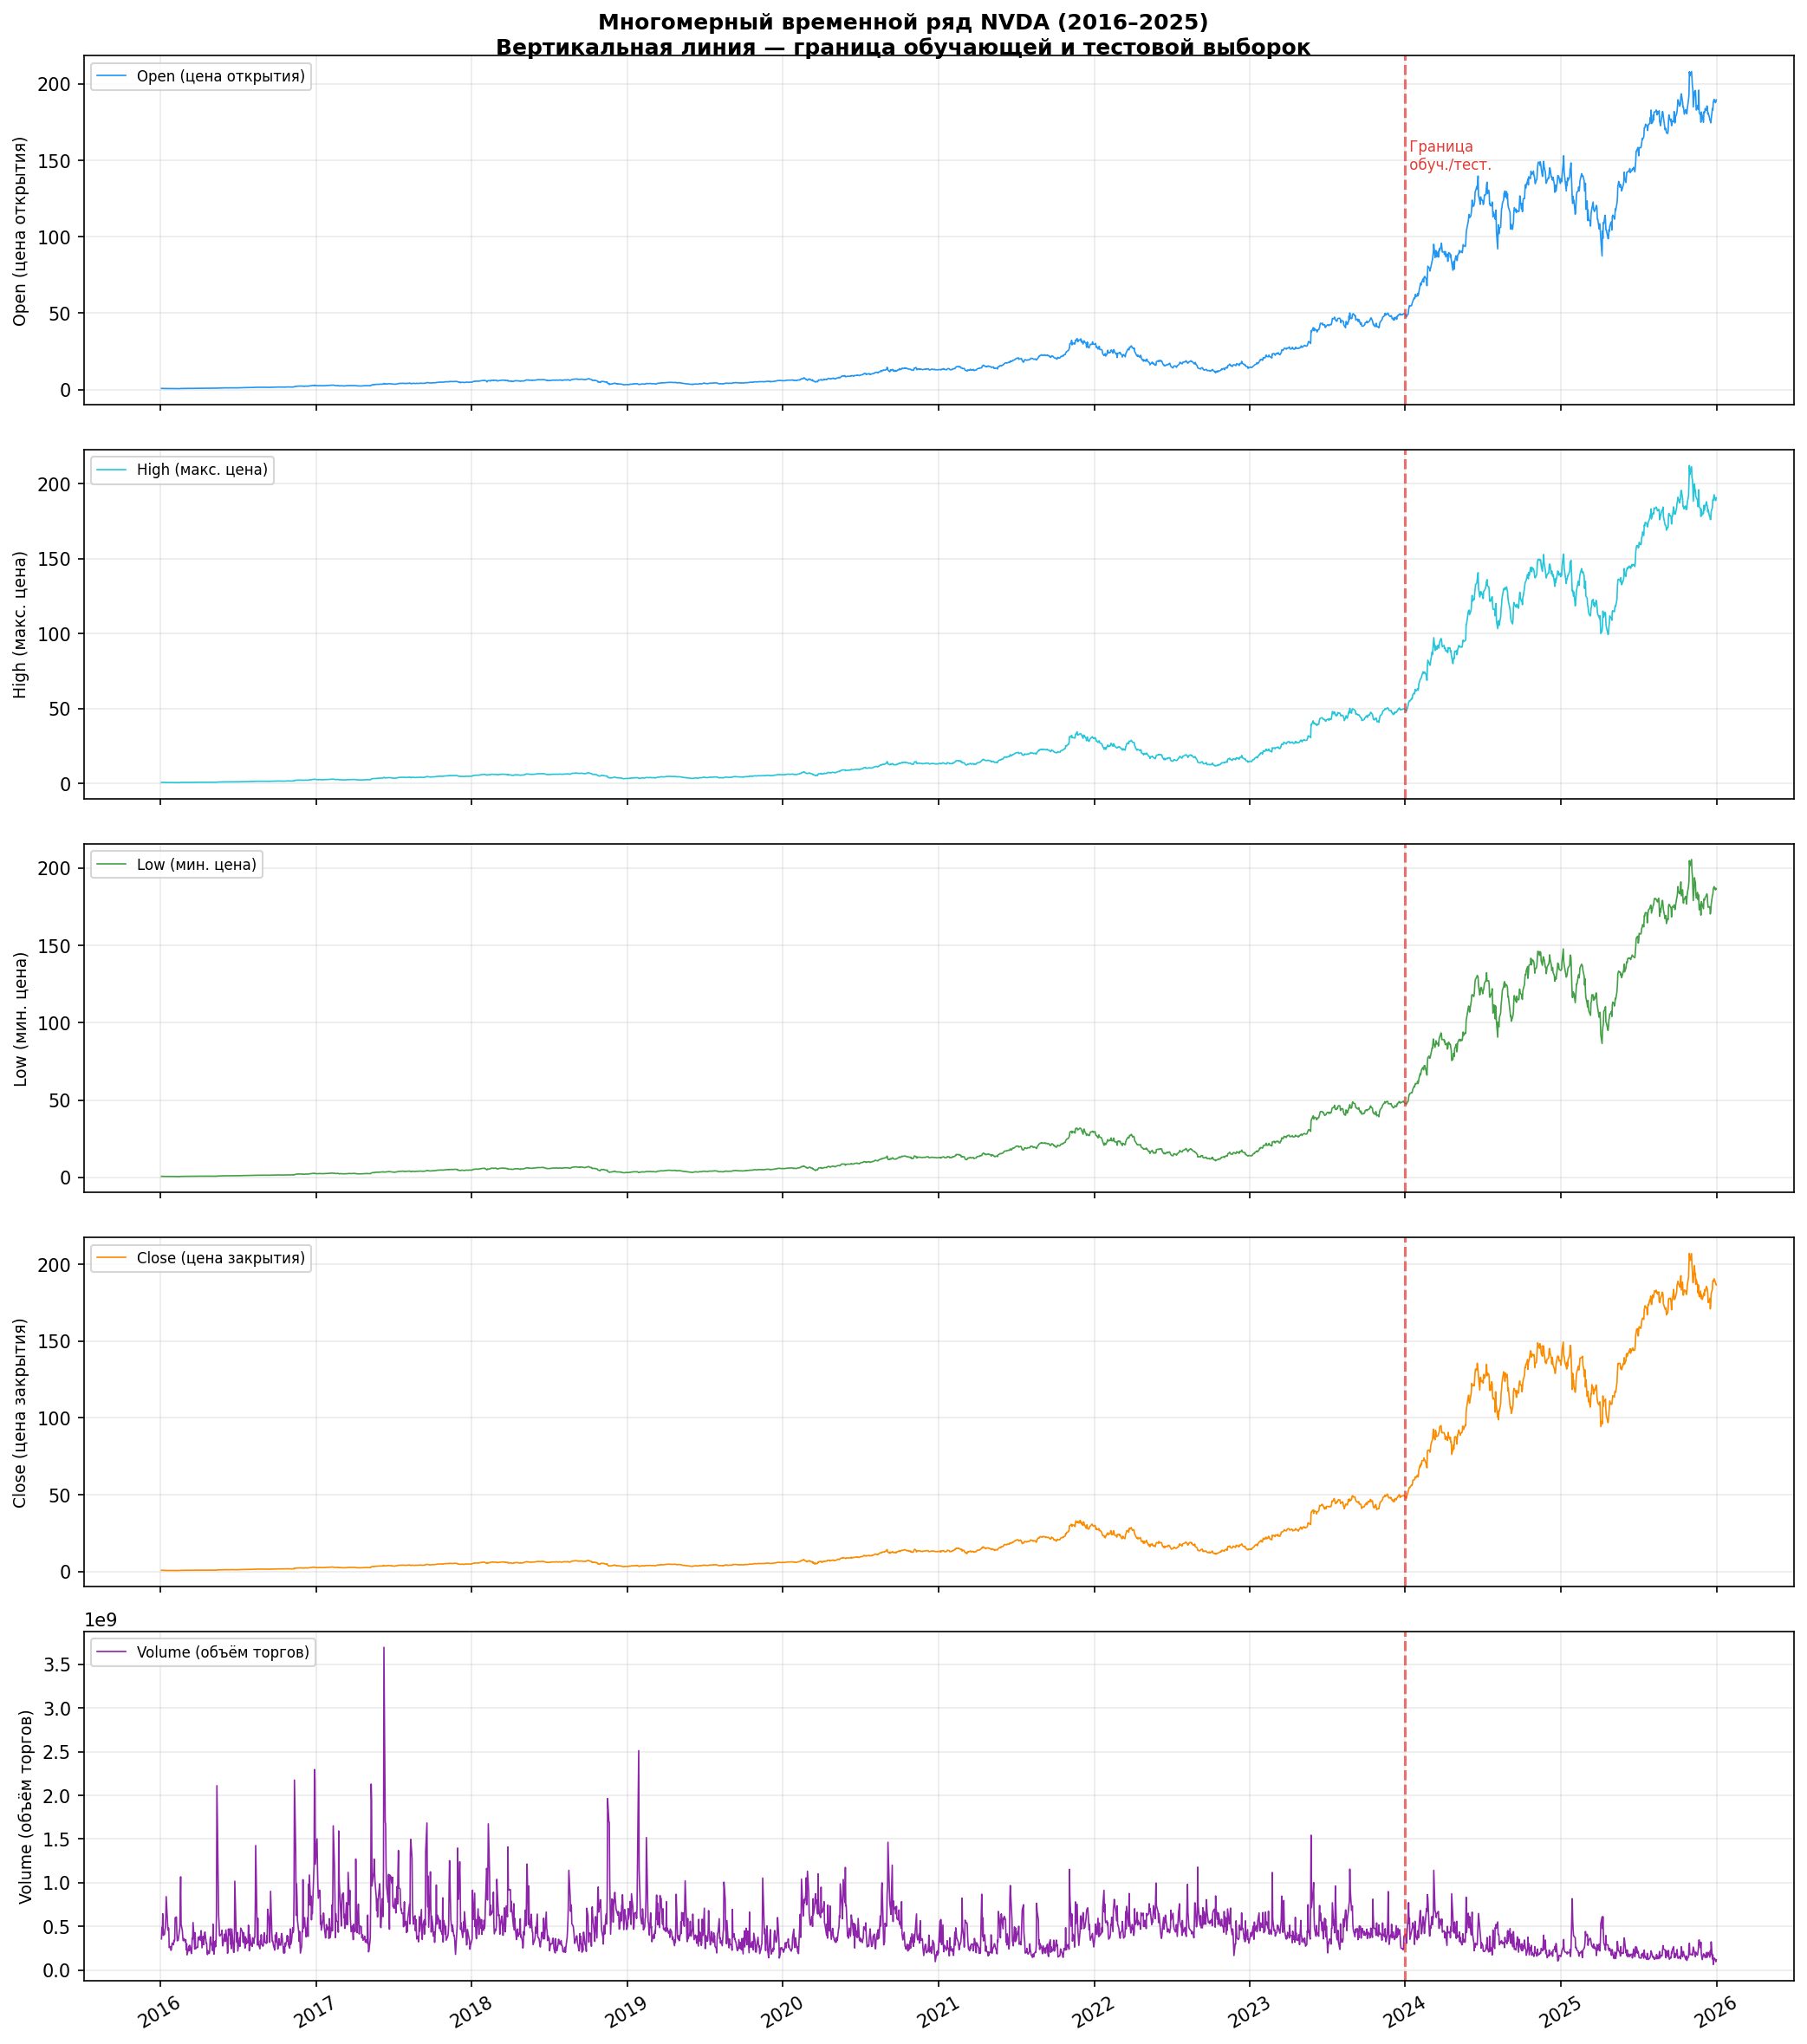 Многомерный временной ряд NVDA (2016–2025)
Вертикальная линия — граница обучающей и тестовой выборок
Open (цена открытия)
Open (цена открытия)
200
150
100
50
0
Граница
обуч./тест.
High (макс. цена)
High (макс. цена)
200
150
100
50
0
Low (мин. цена)
Low (мин. цена)
200
150
100
50
0
Close (цена закрытия)
Close (цена закрытия)
200
150
100
50
0
1e9
Volume (объём торгов)
Volume (объём торгов)
3.5
3.0
2.5
2.0
1.5
1.0
0.5
0.0
2016 2017 2018 2019 2020 2021 2022 2023 2024 2025 2026